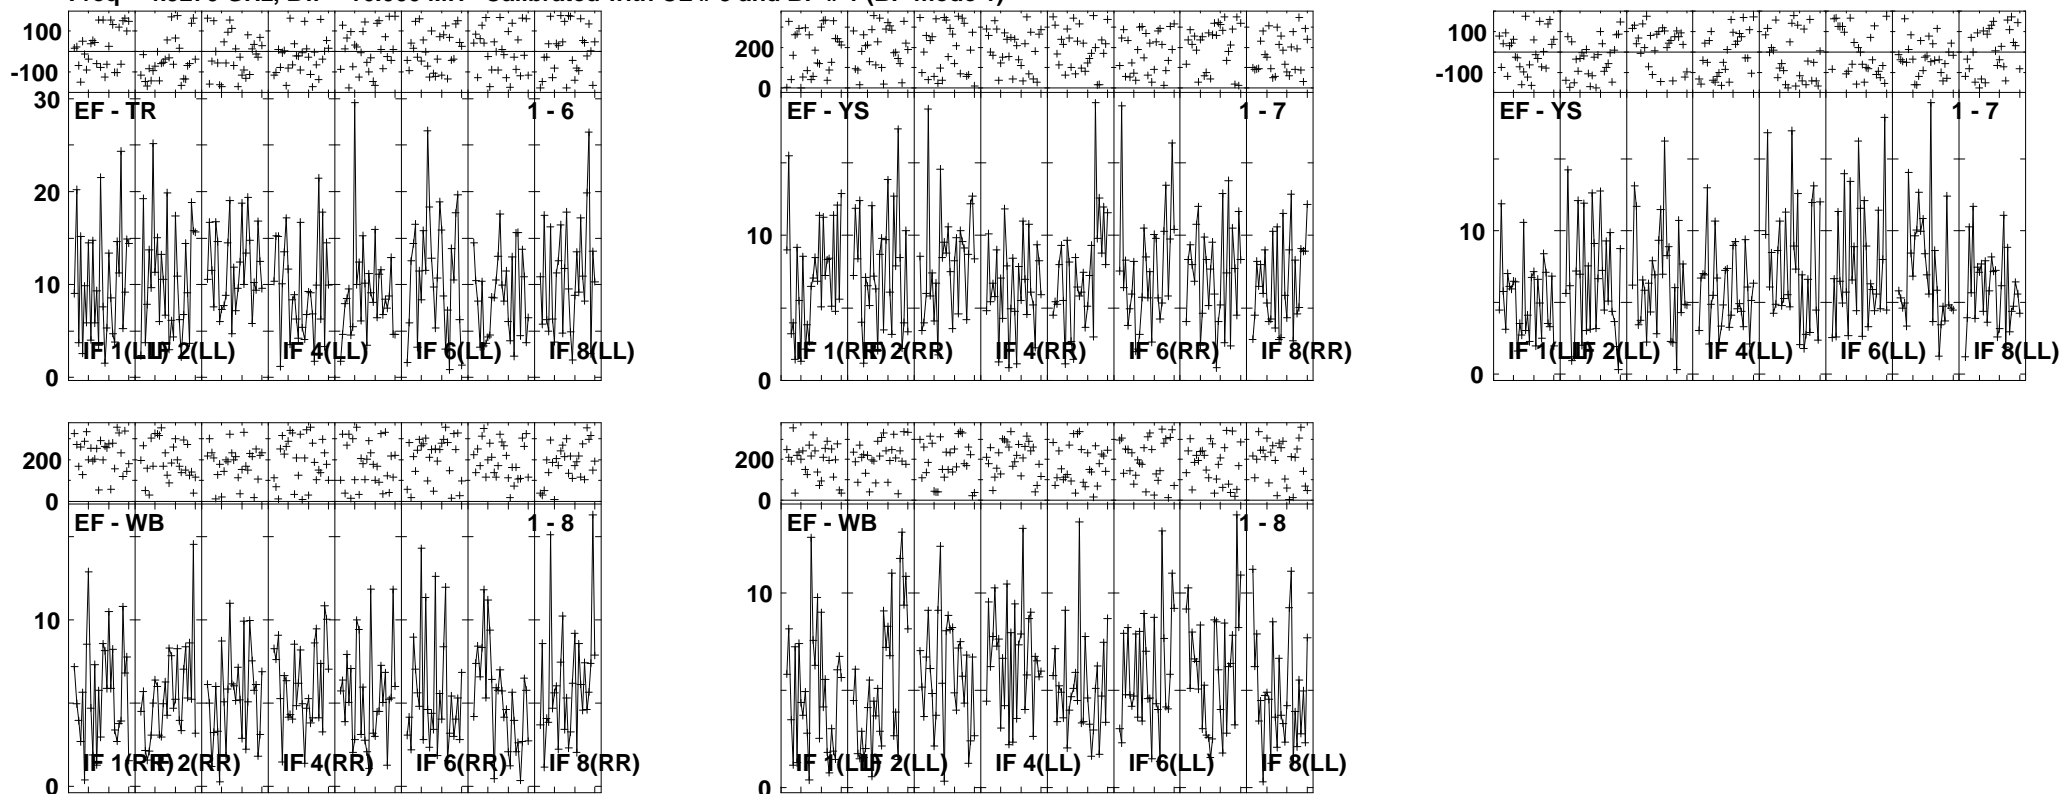 100
-100
30
20
10
0
EF - TR
1 - 6
IF 2(LL)
IF 4(LL)
IF 6(LL)
IF 8(LL)
200
0
10
0
EF - YS
1 - 7
IF 1(RR)
IF 2(RR)
IF 4(RR)
IF 6(RR)
IF 8(RR)
100
-100
10
0
EF - YS
1 - 7
IF 1(LL)
IF 2(LL)
IF 4(LL)
IF 6(LL)
IF 8(LL)
200
0
10
0
EF - WB
1 - 8
IF 1(RR)
IF 2(RR)
IF 4(RR)
IF 6(RR)
IF 8(RR)
200
0
10
0
EF - WB
1 - 8
IF 1(LL)
IF 2(LL)
IF 4(LL)
IF 6(LL)
IF 8(LL)